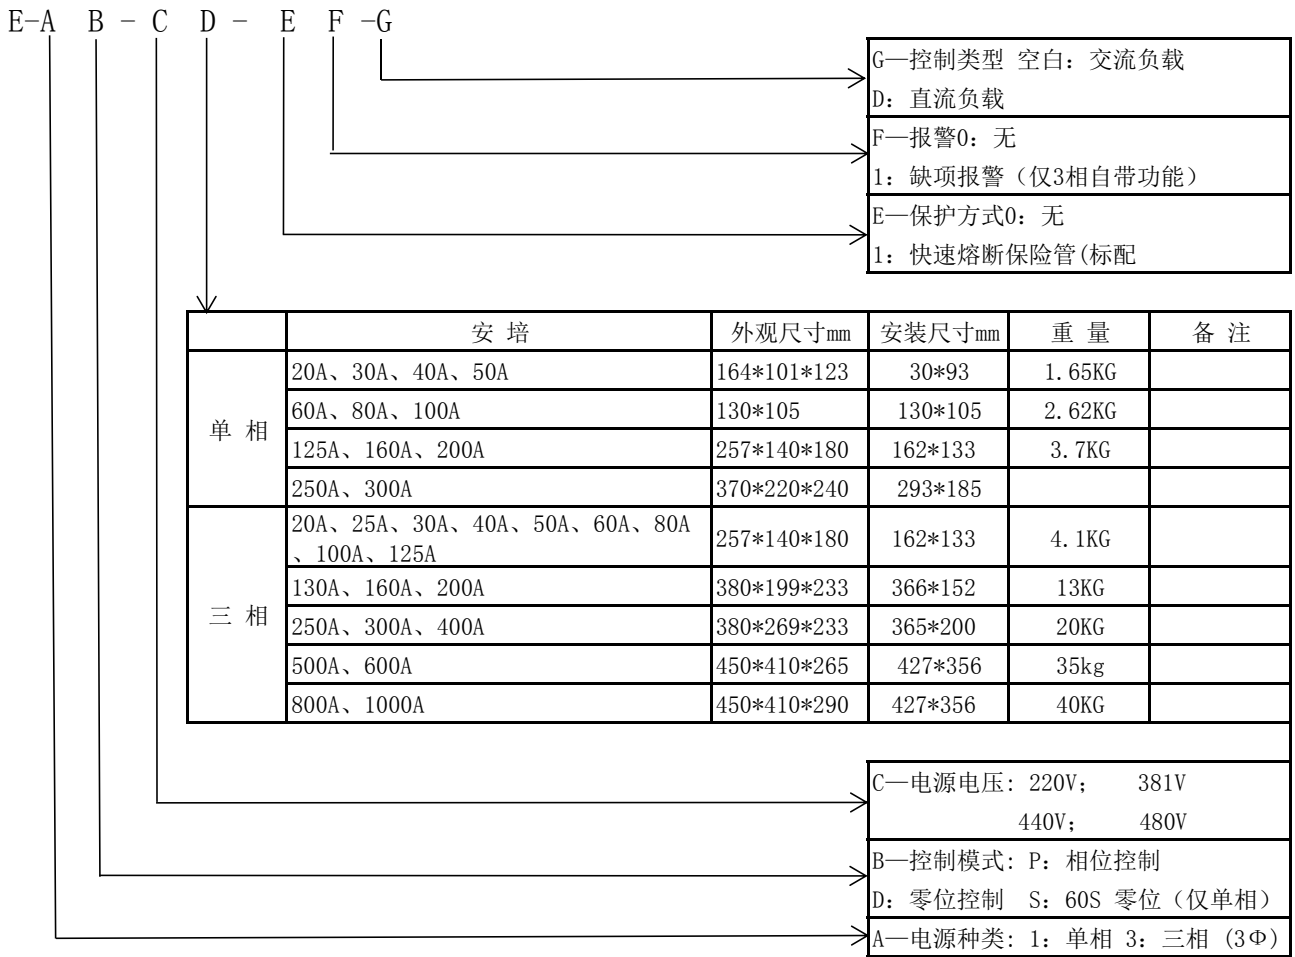 E-A B - C D - E F -G
G—控制类型 空白：交流负载
D：直流负载
F—报警0：无
1：缺项报警（仅3相自带功能）
E—保护方式0：无
1：快速熔断保险管(标配
安 培 外观尺寸mm 安装尺寸mm 重 量 备 注
单 相
20A、30A、40A、50A 164*101*123 30*93 1.65KG
60A、80A、100A 130*105 130*105 2.62KG
125A、160A、200A 257*140*180 162*133 3.7KG
250A、300A 370*220*240 293*185
三 相
20A、25A、30A、40A、50A、60A、80A
、100A、125A 257*140*180 162*133 4.1KG
130A、160A、200A 380*199*233 366*152 13KG
250A、300A、400A 380*269*233 365*200 20KG
500A、600A 450*410*265 427*356 35kg
800A、1000A 450*410*290 427*356 40KG
C—电源电压: 220V； 381V
440V； 480V
B—控制模式: P：相位控制
D：零位控制 S：60S 零位（仅单相）
A—电源种类: 1：单相 3：三相 (3Φ)